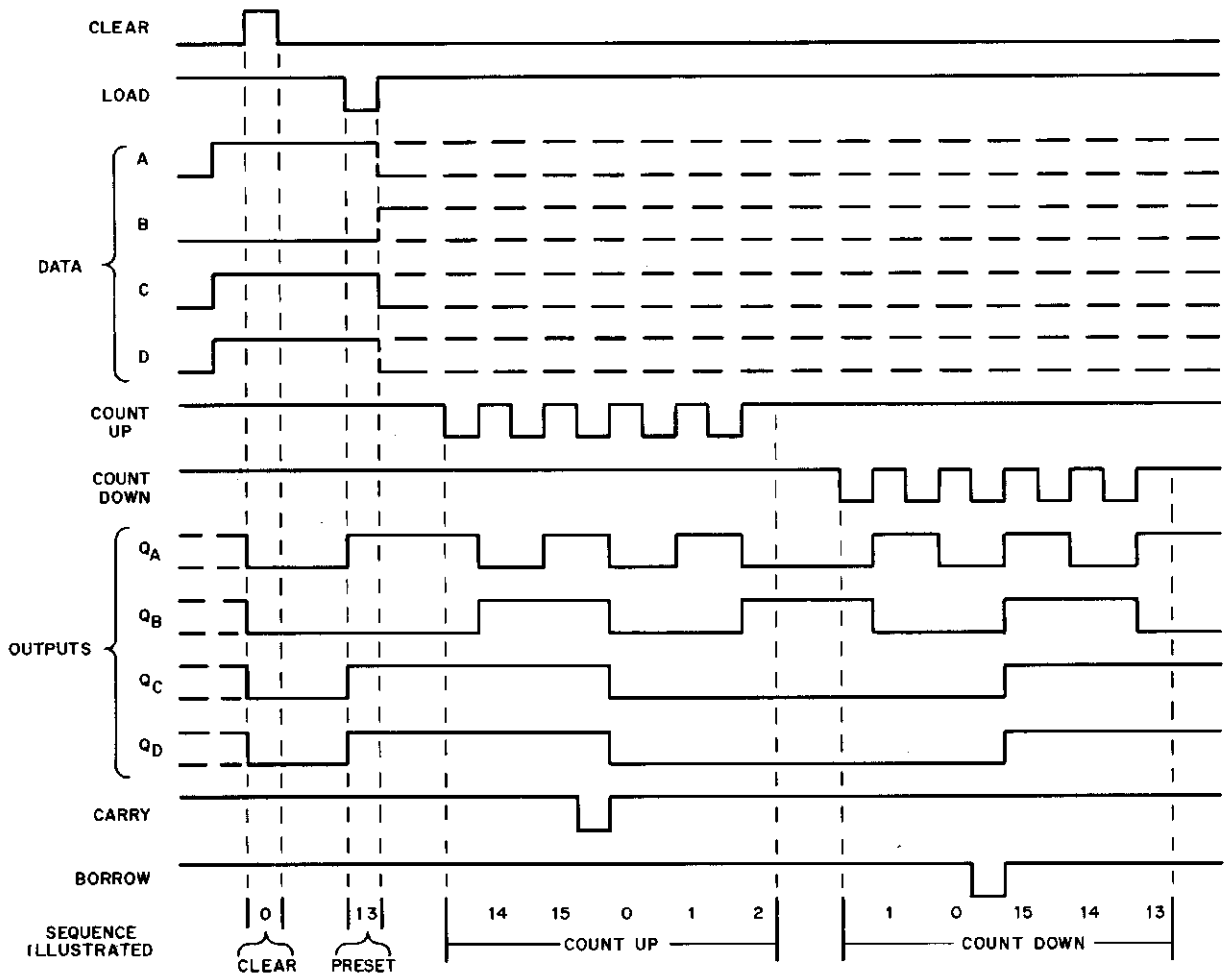 CLEAR
LOAD
DATA
A
B
C
D
COUNT
UP
COUNT
DOWN
OUTPUTS
QA
QB
QC
QD
CARRY
BORROW
SEQUENCE
ILLUSTRATED
0
13
14 15 0 1 2
1 0 15 14 13
CLEAR
PRESET
COUNT UP
COUNT DOWN